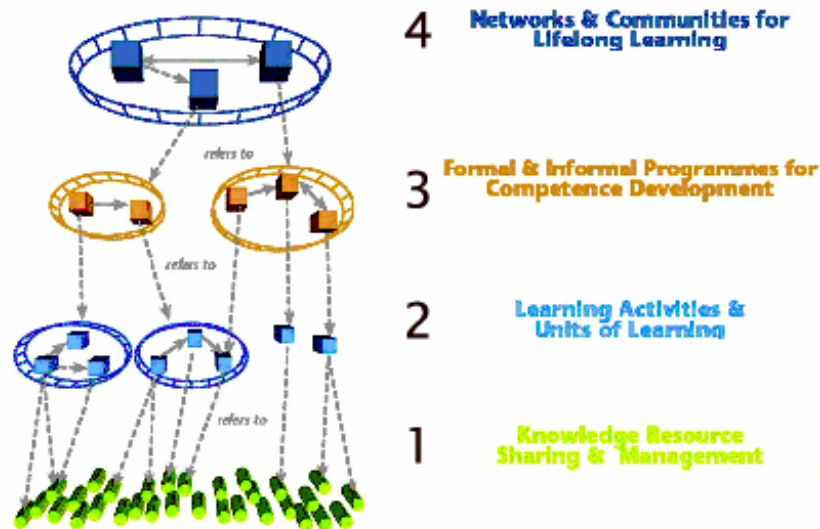 4
Networks & Communities for
Lifelong Learning
refers to
3
Formal & Informal Programmes for
Competence Development
refers to
2
Learning Activities &
Units of Learning
refers to
1
Knowledge Resource
Sharing & Management